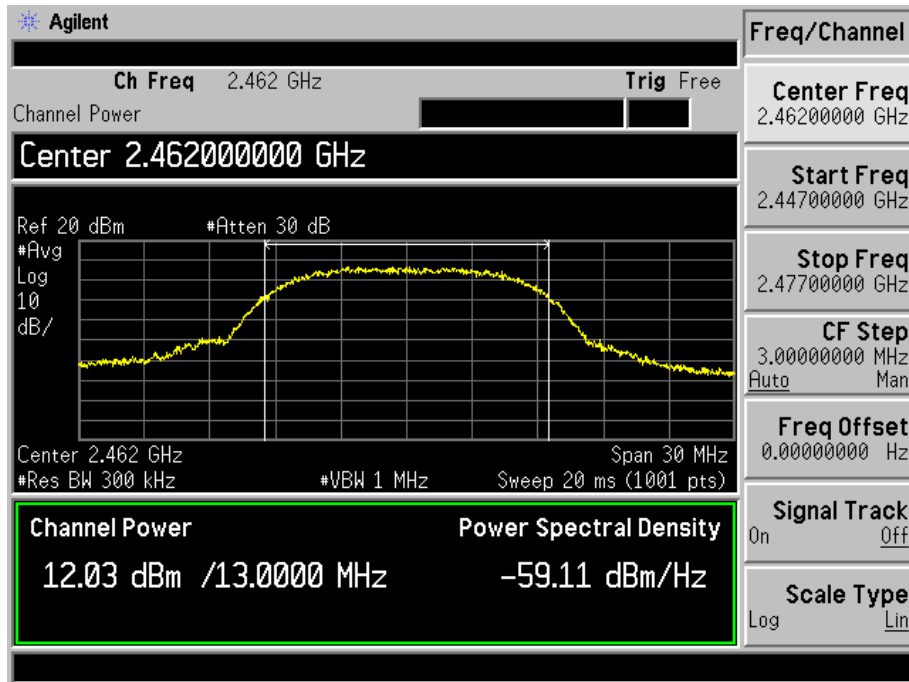 Agilent
Freq/Channel
Ch Freq 2.462 GHz Trig Free
Channel Power
Center 2.462000000 GHz
Ref 20 dBm #Atten 30 dB
#Avg
Log
10
dB/
Center 2.462 GHz Span 30 MHz
#Res BW 300 kHz #VBW 1 MHz Sweep 20 ms (1001 pts)
Channel Power Power Spectral Density
12.03 dBm /13.0000 MHz -59.11 dBm/Hz
Center Freq
2.46200000 GHz
Start Freq
2.44700000 GHz
Stop Freq
2.47700000 GHz
CF Step
3.00000000 MHz
Auto Man
Freq Offset
0.00000000 Hz
Signal Track
On Off
Scale Type
Log Lin